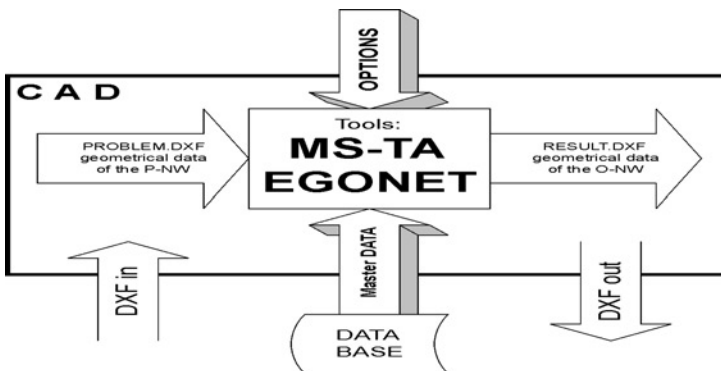 OPTIONS
C A D
PROBLEM.DXF
geometrical data
of the P-NW
Tools:
MS-TA
EGONET
RESULT.DXF
geometrical data
of the O-NW
DXF in
Master DATA
DXF out
DATA
BASE